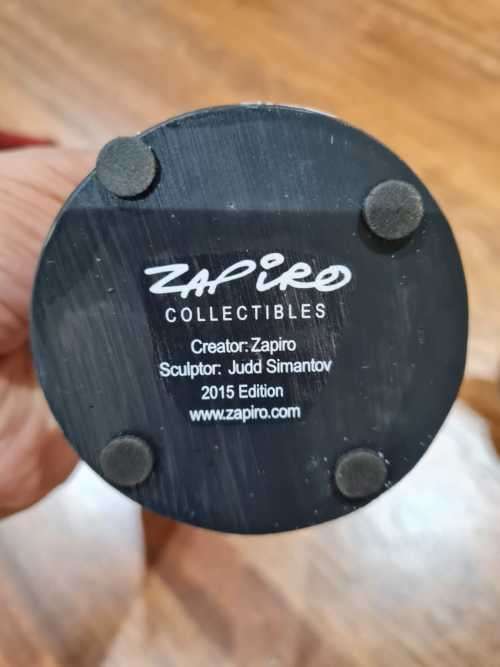 ZAPIRO
COLLECTIBLES
Creator: Zapiro
Sculptor: Judd Simantov
2015 Edition
www.zapiro.com